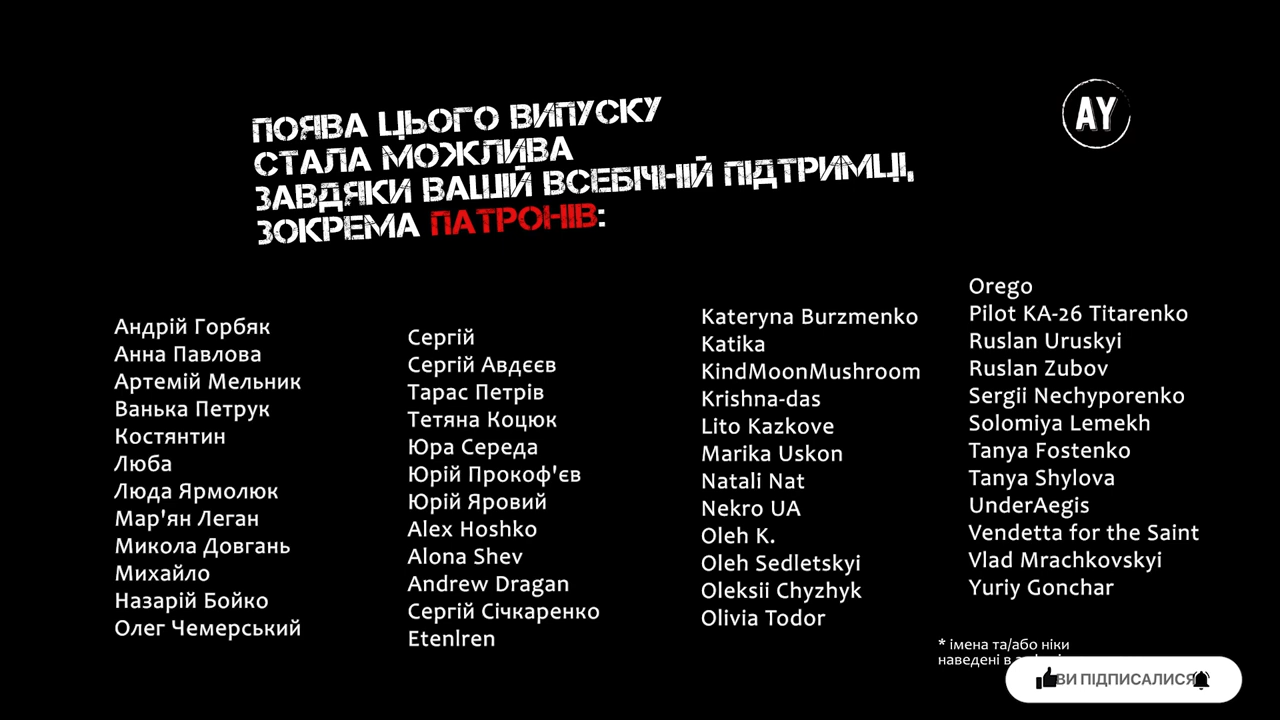 ПОЯВА ЦЬОГО ВИПУСКУ
СТАЛА МОЖЛИВА
ЗАВДЯКИ ВАШІЙ ВСЕБІЧНІЙ ПІДТРИМЦІ,
ЗОКРЕМА ПАТРОНІВ:
AY
Андрій Горбяк
Анна Павлова
Артемій Мельник
Ванька Петрук
Костянтин
Люба
Люда Ярмолюк
Мар'ян Леган
Микола Довгань
Михайло
Назарій Бойко
Олег Чемерський
Сергій
Сергій Авдєєв
Тарас Петрів
Тетяна Коцюк
Юра Середа
Юрій Прокоф'єв
Юрій Яровий
Alex Hoshko
Alona Shev
Andrew Dragan
Сергій Січкаренко
Etenlren
Kateryna Burzmenko
Katika
KindMoonMushroom
Krishna-das
Lito Kazkove
Marika Uskon
Natali Nat
Nekro UA
Oleh K.
Oleh Sedletskyi
Oleksii Chyzhyk
Olivia Todor
Orego
Pilot KA-26 Titarenko
Ruslan Uruskyi
Ruslan Zubov
Sergii Nechyporenko
Solomiya Lemekh
Tanya Fostenko
Tanya Shylova
UnderAegis
Vendetta for the Saint
Vlad Mrachkovskyi
Yuriy Gonchar
* імена та/або ніки
наведені в
ВИ ПІДПИСАЛИСЯ